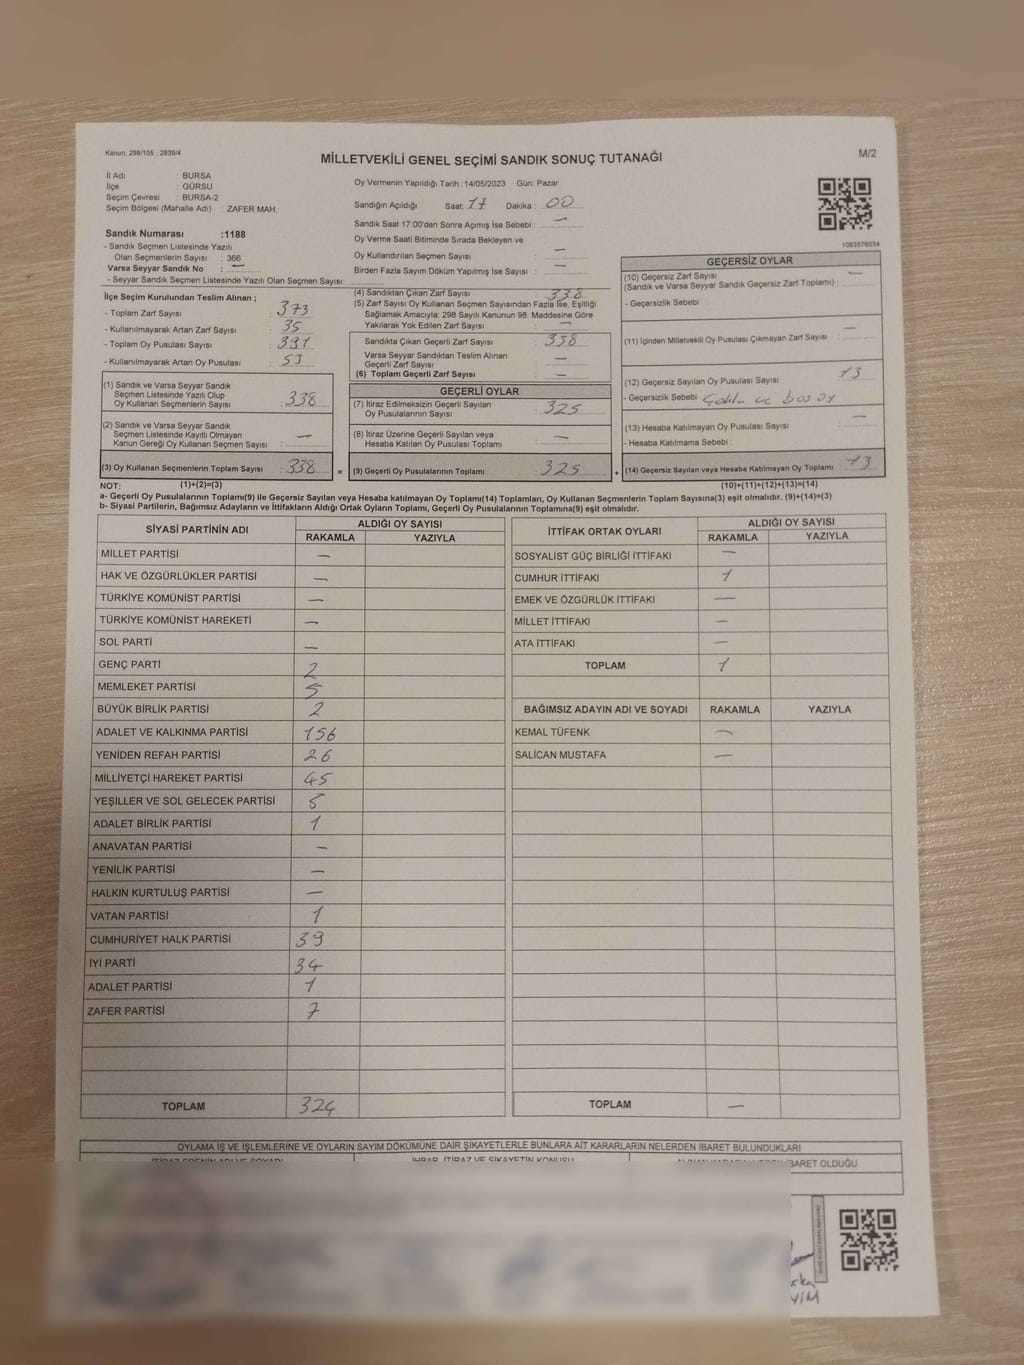 Kanun; 298/105 , 2839/4
MİLLETVEKİLİ GENEL SEÇİMİ SANDIK SONUÇ TUTANAĞI
M/2
İl Adı : BURSA
İlçe : GÜRSU
Seçim Çevresi : BURSA-2
Seçim Bölgesi (Mahalle Adı) : ZAFER MAH.
Sandık Numarası :1188
- Sandık Seçmen Listesinde Yazılı
Olan Seçmenlerin Sayısı : 366
Varsa Seyyar Sandık No : —
- Seyyar Sandık Seçmen Listesinde Yazılı Olan Seçmen Sayısı:
Oy Vermenin Yapıldığı Tarih :14/05/2023 Gün: Pazar
Sandığın Açıldığı Saat: 17 Dakika : 00
Sandık Saat 17:00'den Sonra Açılmış İse Sebebi : —
Oy Verme Saati Bitiminde Sırada Bekleyen ve
Oy Kullandırılan Seçmen Sayısı : —
Birden Fazla Sayım Döküm Yapılmış İse Sayısı : —
1083576034
İlçe Seçim Kurulundan Teslim Alınan ;
- Toplam Zarf Sayısı : 373
- Kullanılmayarak Artan Zarf Sayısı : 35
- Toplam Oy Pusulası Sayısı : 391
- Kullanılmayarak Artan Oy Pusulası : 53
(1) Sandık ve Varsa Seyyar Sandık
Seçmen Listesinde Yazılı Olup
Oy Kullanan Seçmenlerin Sayısı : 338
(2) Sandık ve Varsa Seyyar Sandık
Seçmen Listesinde Kayıtlı Olmayan
Kanun Gereği Oy Kullanan Seçmen Sayısı : —
(3) Oy Kullanan Seçmenlerin Toplam Sayısı : 338 =
(4) Sandıktan Çıkan Zarf Sayısı : 338
(5) Zarf Sayısı Oy Kullanan Seçmen Sayısından Fazla İse, Eşitliği
Sağlamak Amacıyla; 298 Sayılı Kanunun 98. Maddesine Göre
Yakılarak Yok Edilen Zarf Sayısı : —
Sandıkta Çıkan Geçerli Zarf Sayısı : 338
Varsa Seyyar Sandıktan Teslim Alınan
Geçerli Zarf Sayısı : —
(6) Toplam Geçerli Zarf Sayısı : —
GEÇERLİ OYLAR
(7) İtiraz Edilmeksizin Geçerli Sayılan
Oy Pusulalarının Sayısı : 325
(8) İtiraz Üzerine Geçerli Sayılan veya
Hesaba Katılan Oy Pusulası Toplamı : —
(9) Geçerli Oy Pusulalarının Toplamı 325 +
GEÇERSİZ OYLAR
(10) Geçersiz Zarf Sayısı —
(Sandık ve Varsa Seyyar Sandık Geçersiz Zarf Toplamı)
- Geçersizlik Sebebi
(11) İçinden Milletvekili Oy Pusulası Çıkmayan Zarf Sayısı —
(12) Geçersiz Sayılan Oy Pusulası Sayısı 13
- Geçersizlik Sebebi ve boş oy
(13) Hesaba Katılmayan Oy Pusulası Sayısı —
- Hesaba Katılmama Sebebi :
(14) Geçersiz Sayılan veya Hesaba Katılmayan Oy Toplamı 13
NOT: (1)+(2)=(3) (10)+(11)+(12)+(13)=(14)
a- Geçerli Oy Pusulalarının Toplamı(9) ile Geçersiz Sayılan veya Hesaba katılmayan Oy Toplamı(14) Toplamları, Oy Kullanan Seçmenlerin Toplam Sayısına(3) eşit olmalıdır. (9)+(14)=(3)
b- Siyasi Partilerin, Bağımsız Adayların ve İttifakların Aldığı Ortak Oyların Toplamı, Geçerli Oy Pusulalarının Toplamına(9) eşit olmalıdır.
SİYASİ PARTİNİN ADI ALDIĞI OY SAYISI
RAKAMLA YAZIYLA
MİLLET PARTİSİ —
HAK VE ÖZGÜRLÜKLER PARTİSİ —
TÜRKİYE KOMÜNİST PARTİSİ —
TÜRKİYE KOMÜNİST HAREKETİ —
SOL PARTİ —
GENÇ PARTİ 2
MEMLEKET PARTİSİ 5
BÜYÜK BİRLİK PARTİSİ 2
ADALET VE KALKINMA PARTİSİ 156
YENİDEN REFAH PARTİSİ 26
MİLLİYETÇİ HAREKET PARTİSİ 45
YEŞİLLER VE SOL GELECEK PARTİSİ 5
ADALET BİRLİK PARTİSİ 1
ANAVATAN PARTİSİ —
YENİLİK PARTİSİ —
HALKIN KURTULUŞ PARTİSİ —
VATAN PARTİSİ 1
CUMHURİYET HALK PARTİSİ 39
İYİ PARTİ 34
ADALET PARTİSİ 1
ZAFER PARTİSİ 7
TOPLAM 324
İTTİFAK ORTAK OYLARI ALDIĞI OY SAYISI
RAKAMLA YAZIYLA
SOSYALİST GÜÇ BİRLİĞİ İTTİFAKI —
CUMHUR İTTİFAKI 1
EMEK VE ÖZGÜRLÜK İTTİFAKI —
MİLLET İTTİFAKI —
ATA İTTİFAKI —
TOPLAM 1
BAĞIMSIZ ADAYIN ADI VE SOYADI RAKAMLA YAZIYLA
KEMAL TÜFENK —
SALİCAN MUSTAFA —
TOPLAM —
OYLAMA İŞ VE İŞLEMLERİNE VE OYLARIN SAYIM DÖKÜMÜNE DAİR ŞİKAYETLERLE BUNLARA AİT KARARLARIN NELERDEN İBARET BULUNDUKLARI
İTİRAZ EDENİN ADI VE SOYADI İHBAR, İTİRAZ VE ŞİKAYETİN KONUSU İBARET OLDUĞU